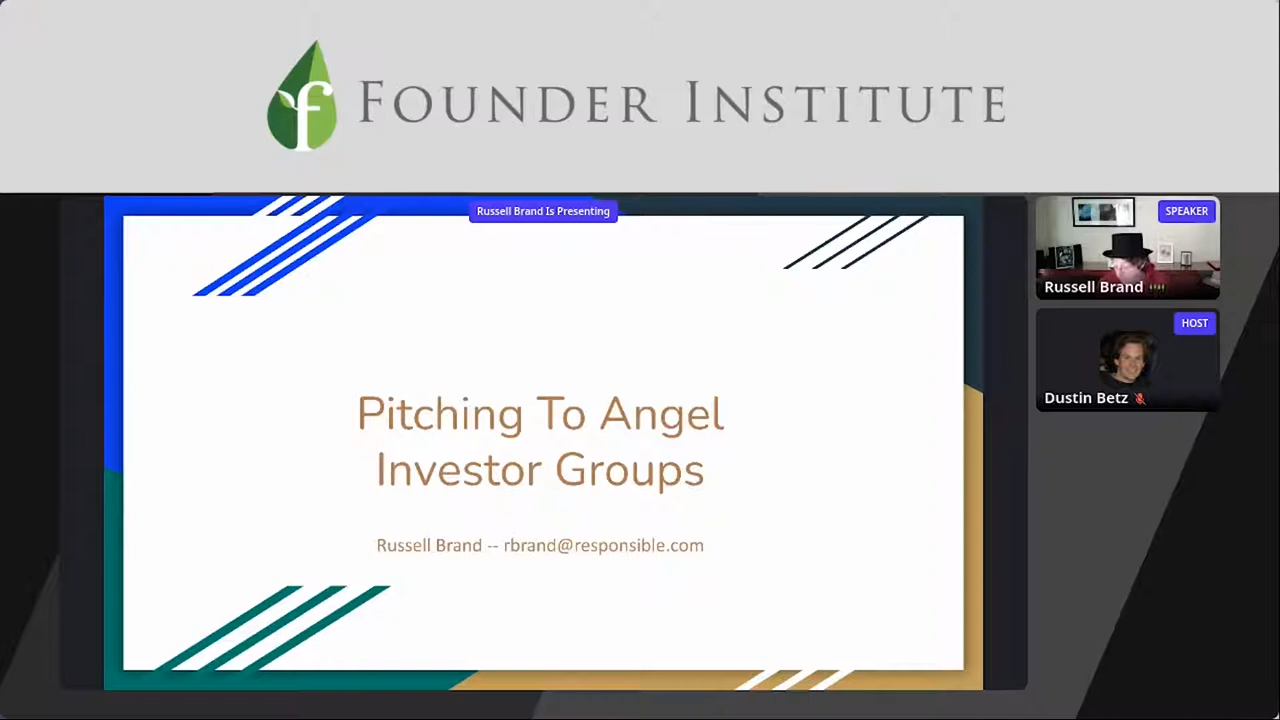 FOUNDER INSTITUTE
Russell Brand Is Presenting
Pitching To Angel
Investor Groups
Russell Brand -- rbrand@responsible.com
SPEAKER
Russell Brand
HOST
Dustin Betz